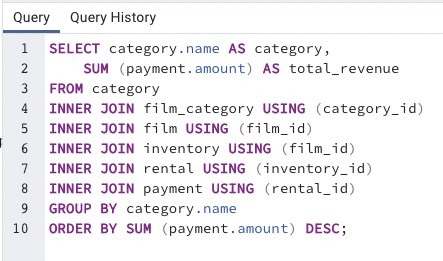 Query Query History
1 SELECT category.name AS category,
2 SUM (payment.amount) AS total_revenue
3 FROM category
4 INNER JOIN film_category USING (category_id)
5 INNER JOIN film USING (film_id)
6 INNER JOIN inventory USING (film_id)
7 INNER JOIN rental USING (inventory_id)
8 INNER JOIN payment USING (rental_id)
9 GROUP BY category.name
10 ORDER BY SUM (payment.amount) DESC;